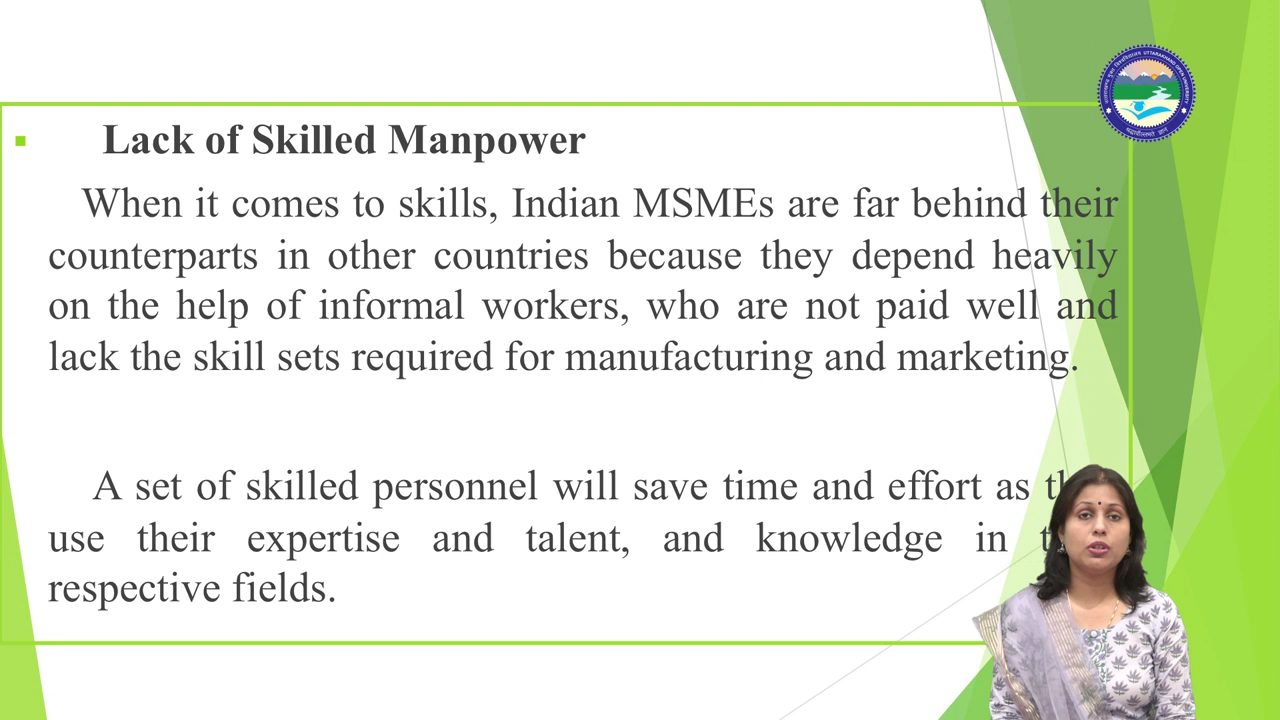 Lack of Skilled Manpower
When it comes to skills, Indian MSMEs are far behind their
counterparts in other countries because they depend heavily
on the help of informal workers, who are not paid well and
lack the skill sets required for manufacturing and marketing.
A set of skilled personnel will save time and effort as
use their expertise and talent, and knowledge in
respective fields.
UTTARAKHAND OPEN UNIVERSITY